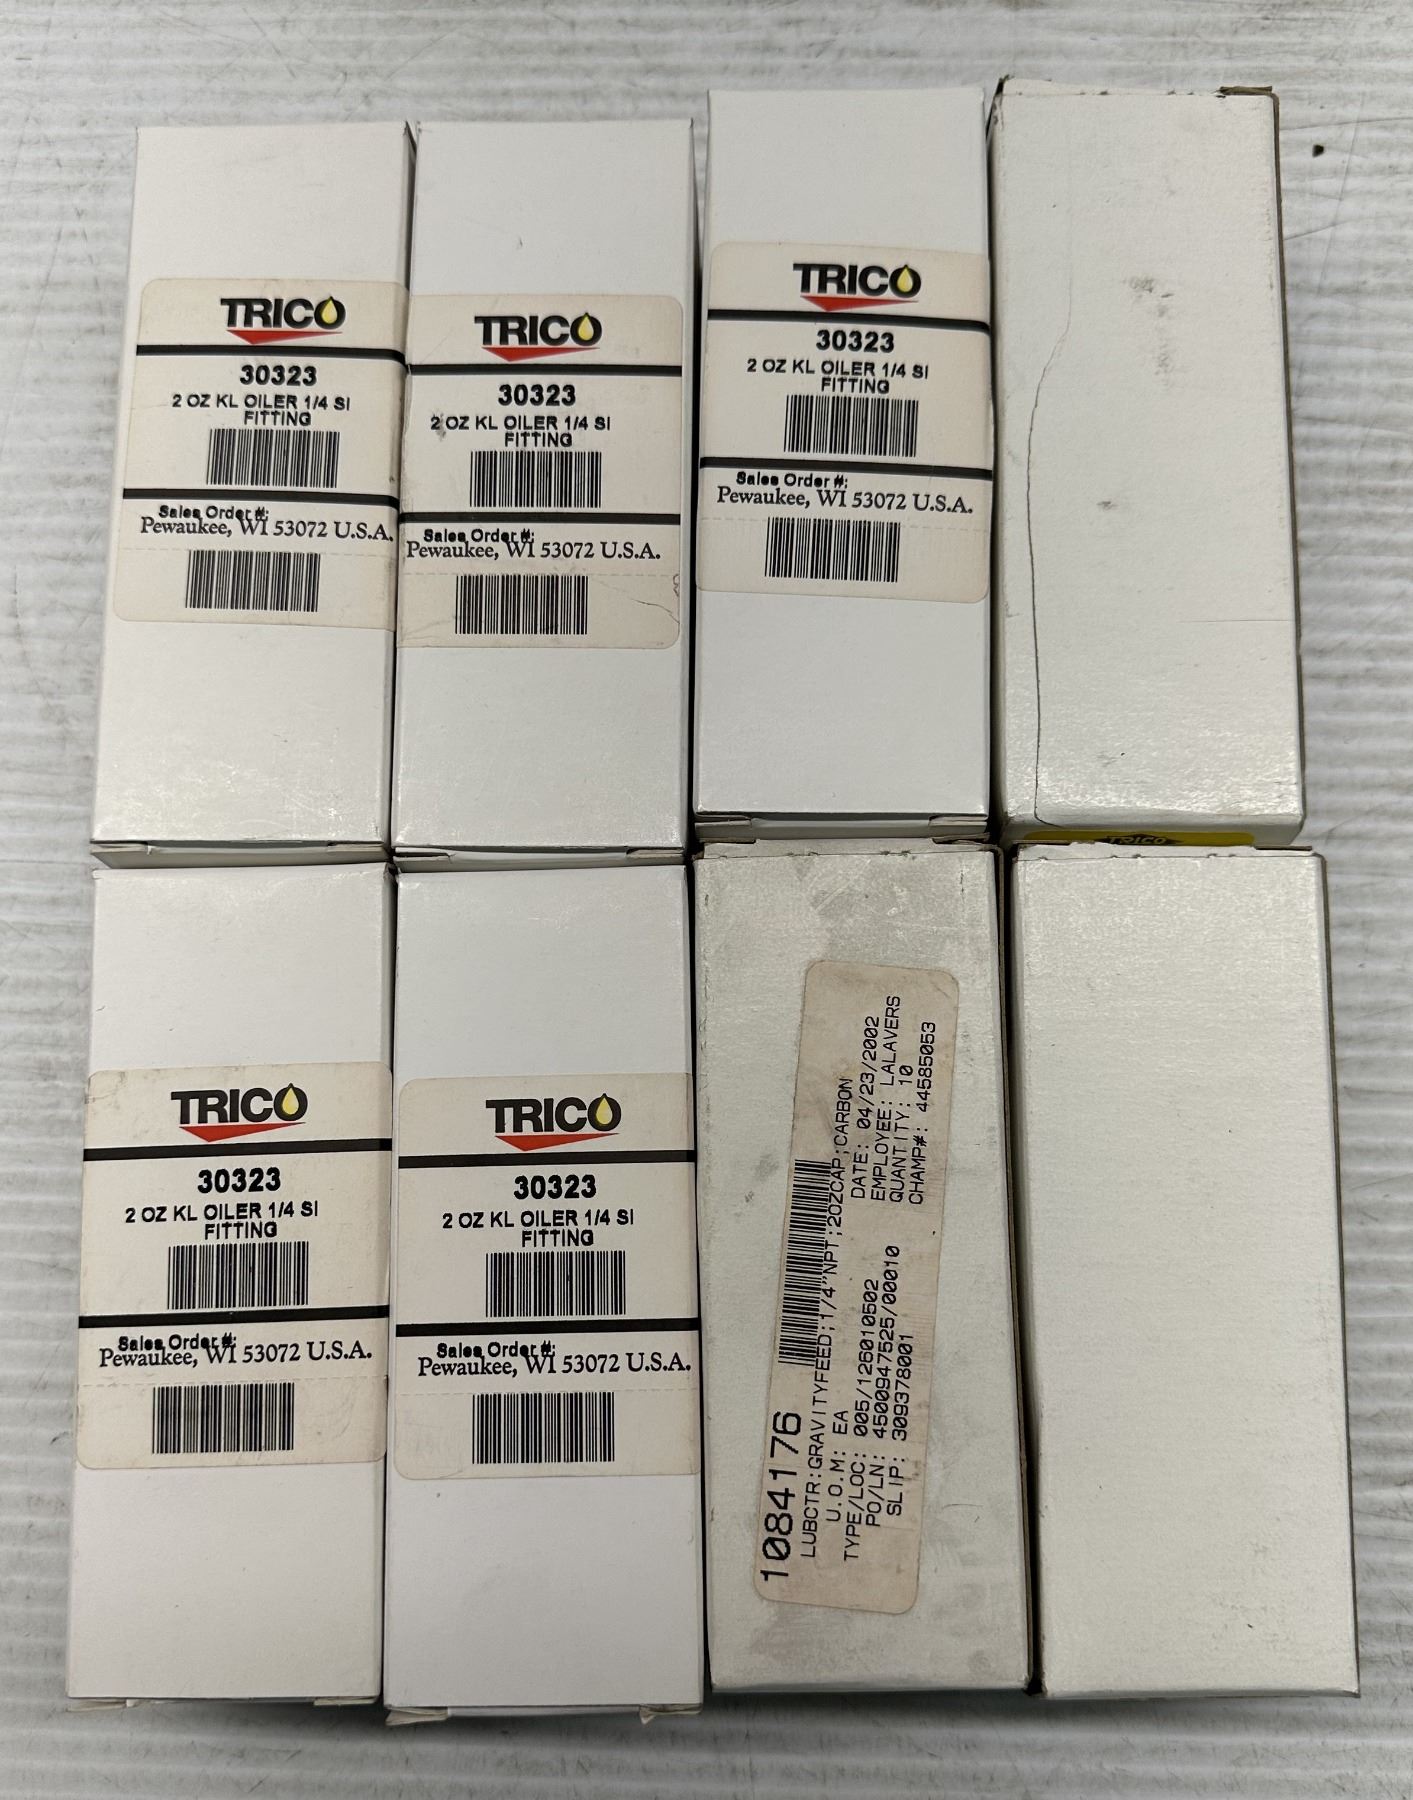 TRICO
30323
2 OZ KL OILER 1/4 SI
FITTING
Sales Order #:
Pewaukee, WI 53072 U.S.A.
TRICO
30323
2 OZ KL OILER 1/4 SI
FITTING
Sales Order #:
Pewaukee, WI 53072 U.S.A.
TRICO
30323
2 OZ KL OILER 1/4 SI
FITTING
Sales Order #:
Pewaukee, WI 53072 U.S.A.
TRICO
TRICO
30323
2 OZ KL OILER 1/4 SI
FITTING
Sales Order #:
Pewaukee, WI 53072 U.S.A.
TRICO
30323
2 OZ KL OILER 1/4 SI
FITTING
Sales Order #:
Pewaukee, WI 53072 U.S.A.
1084176
LUBCTR:GRAVITYFEED;1/4"NPT;2OZCAP;CARBON
U.O.M: EA DATE: 04/23/2002
TYPE/LOC: 005/126010502 EMPLOYEE: LALAVERS
PO/LN: 4500947525/00010 QUANTITY: 10
SLIP: 3093780001 CHAMP#: 44585053